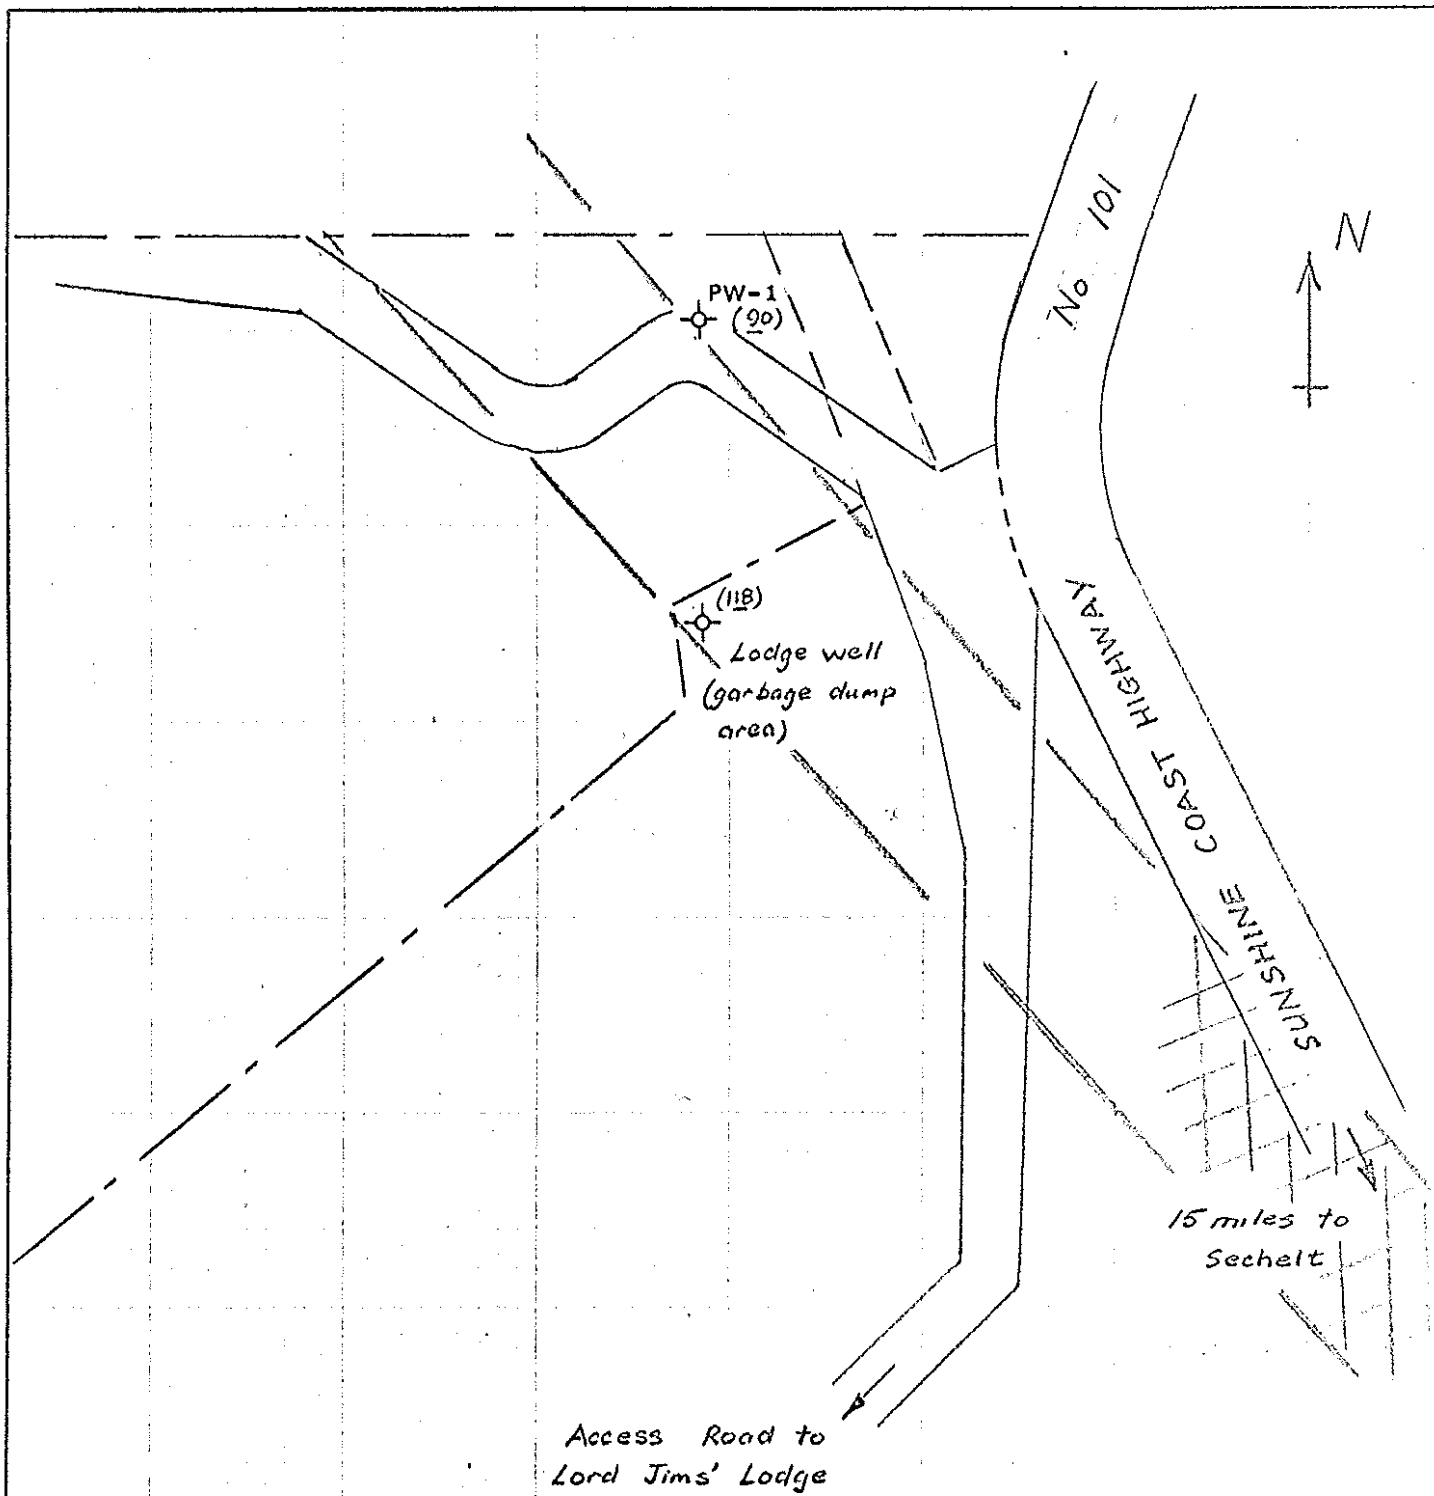 No 101
N
PW-1
(90)
(118)
Lodge well
(garbage dump
area)
SUNSHINE COAST HIGHWAY
15 miles to
Sechelt
Access Road to
Lord Jims' Lodge